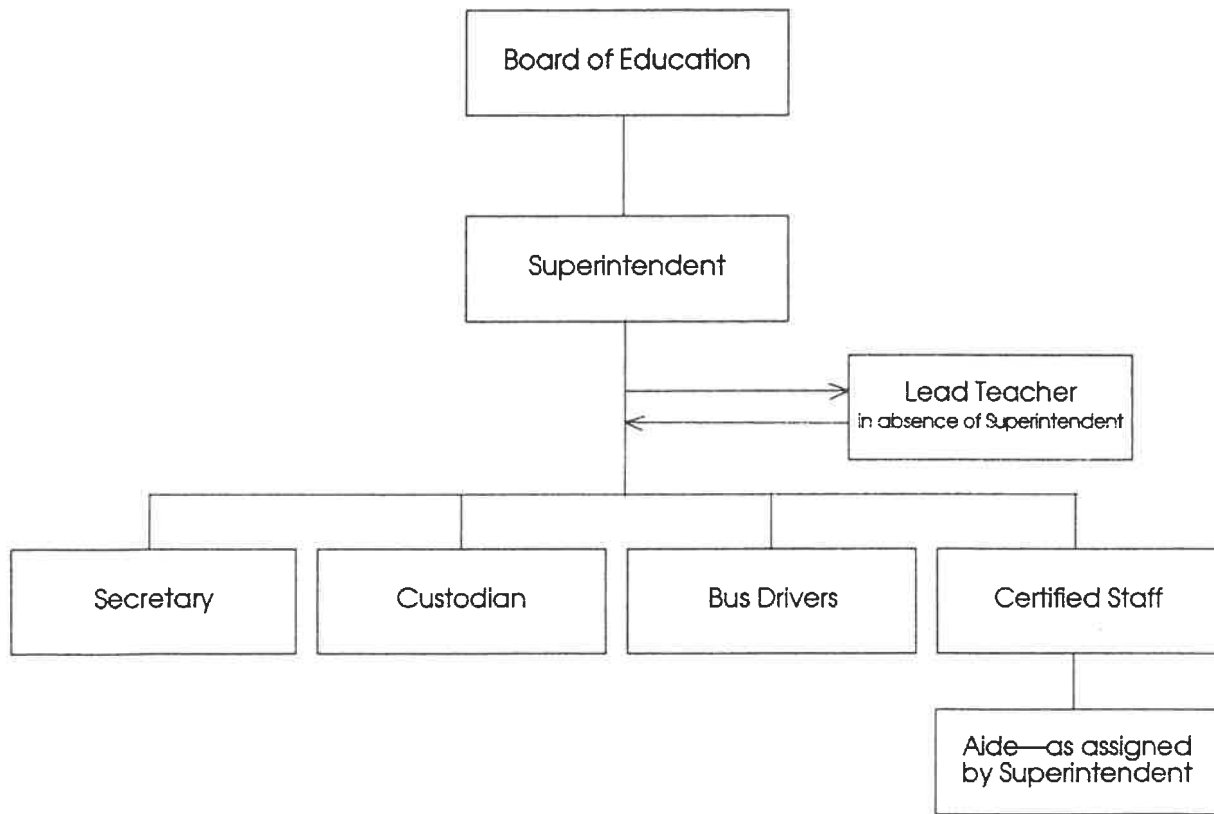 Board of Education
Superintendent
Lead Teacher
in absence of Superintendent
Secretary
Custodian
Bus Drivers
Certified Staff
Aide—as assigned
by Superintendent